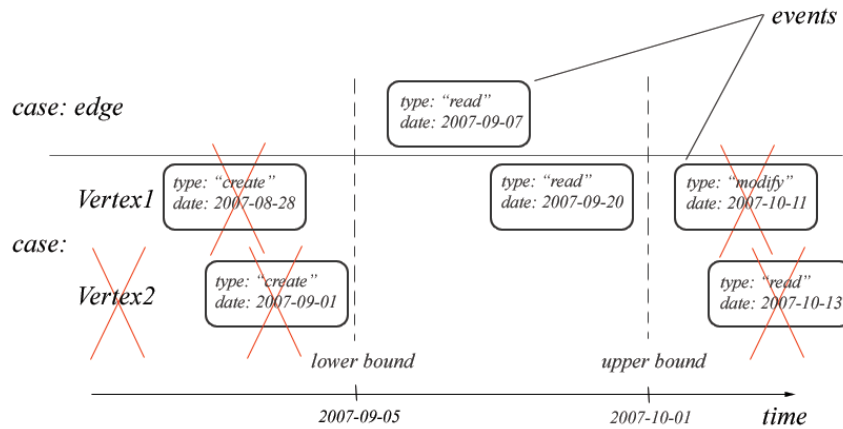 events
case: edge
type: “read”
date: 2007-09-07
Vertex1
type: “create”
date: 2007-08-28
type: “read”
date: 2007-09-20
type: “modify”
date: 2007-10-11
case:
Vertex2
type: “create”
date: 2007-09-01
type: “read”
date: 2007-10-13
lower bound
upper bound
2007-09-05
2007-10-01
time